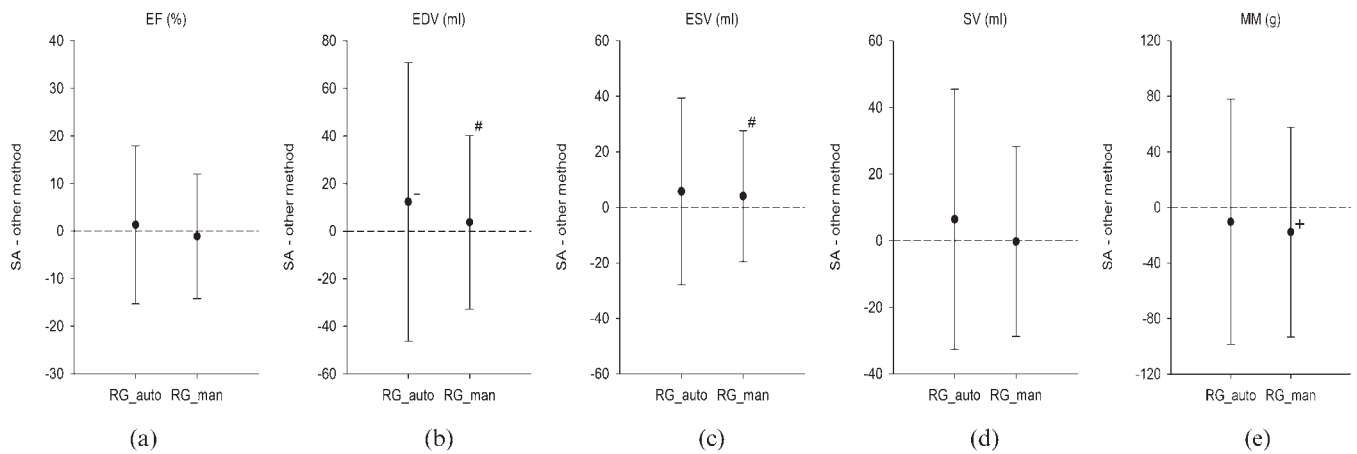 EF (%)
40
30
20
10
0
-10
-20
-30
SA - other method
RG_auto RG_man
(a)
EDV (ml)
80
60
40
20
0
-20
-40
-60
SA - other method
#
-
RG_auto RG_man
(b)
ESV (ml)
60
40
20
0
-20
-40
-60
SA - other method
#
RG_auto RG_man
(c)
SV (ml)
60
40
20
0
-20
-40
SA - other method
RG_auto RG_man
(d)
MM (g)
120
80
40
0
-40
-80
-120
SA - other method
+
RG_auto RG_man
(e)